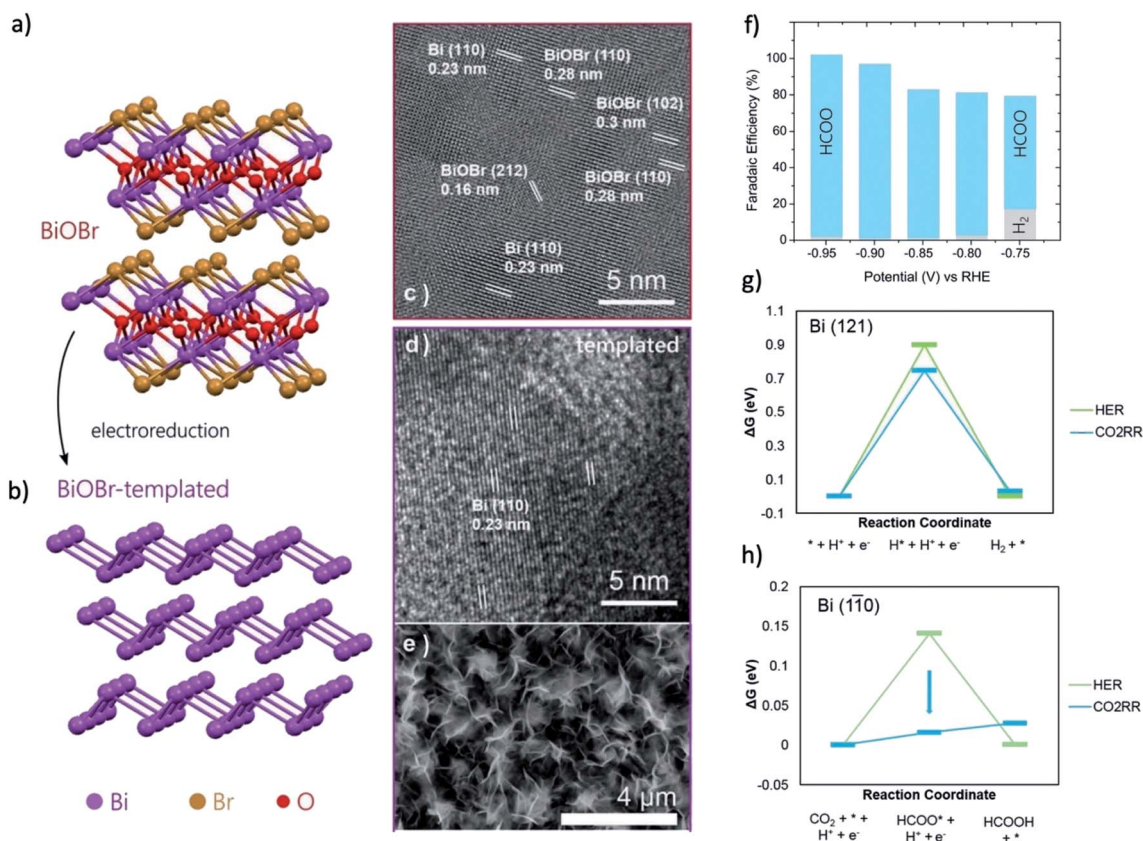 a)
BiOBr
electroreduction
b)
BiOBr-templated
Bi
Br
O
Bi (110)
0.23 nm
BiOBr (110)
0.28 nm
BiOBr (102)
0.3 nm
BiOBr (212)
0.16 nm
BiOBr (110)
0.28 nm
Bi (110)
0.23 nm
c )
5 nm
d )
templated
Bi (110)
0.23 nm
5 nm
e )
4 µm
f)
Faradaic Efficiency (%)
100
80
60
40
20
0
HCOO
HCOO
H₂
-0.95
-0.90
-0.85
-0.80
-0.75
Potential (V) vs RHE
g)
Bi (121)
ΔG (eV)
1.1
0.9
0.7
0.5
0.3
0.1
-0.1
HER
CO2RR
Reaction Coordinate
* + H⁺ + e⁻
H* + H⁺ + e⁻
H₂ + *
h)
Bi (11̅0)
ΔG (eV)
0.2
0.15
0.1
0.05
0
-0.05
HER
CO2RR
Reaction Coordinate
CO₂ + * +
H⁺ + e⁻
HCOO* +
H⁺ + e⁻
HCOOH
+ *